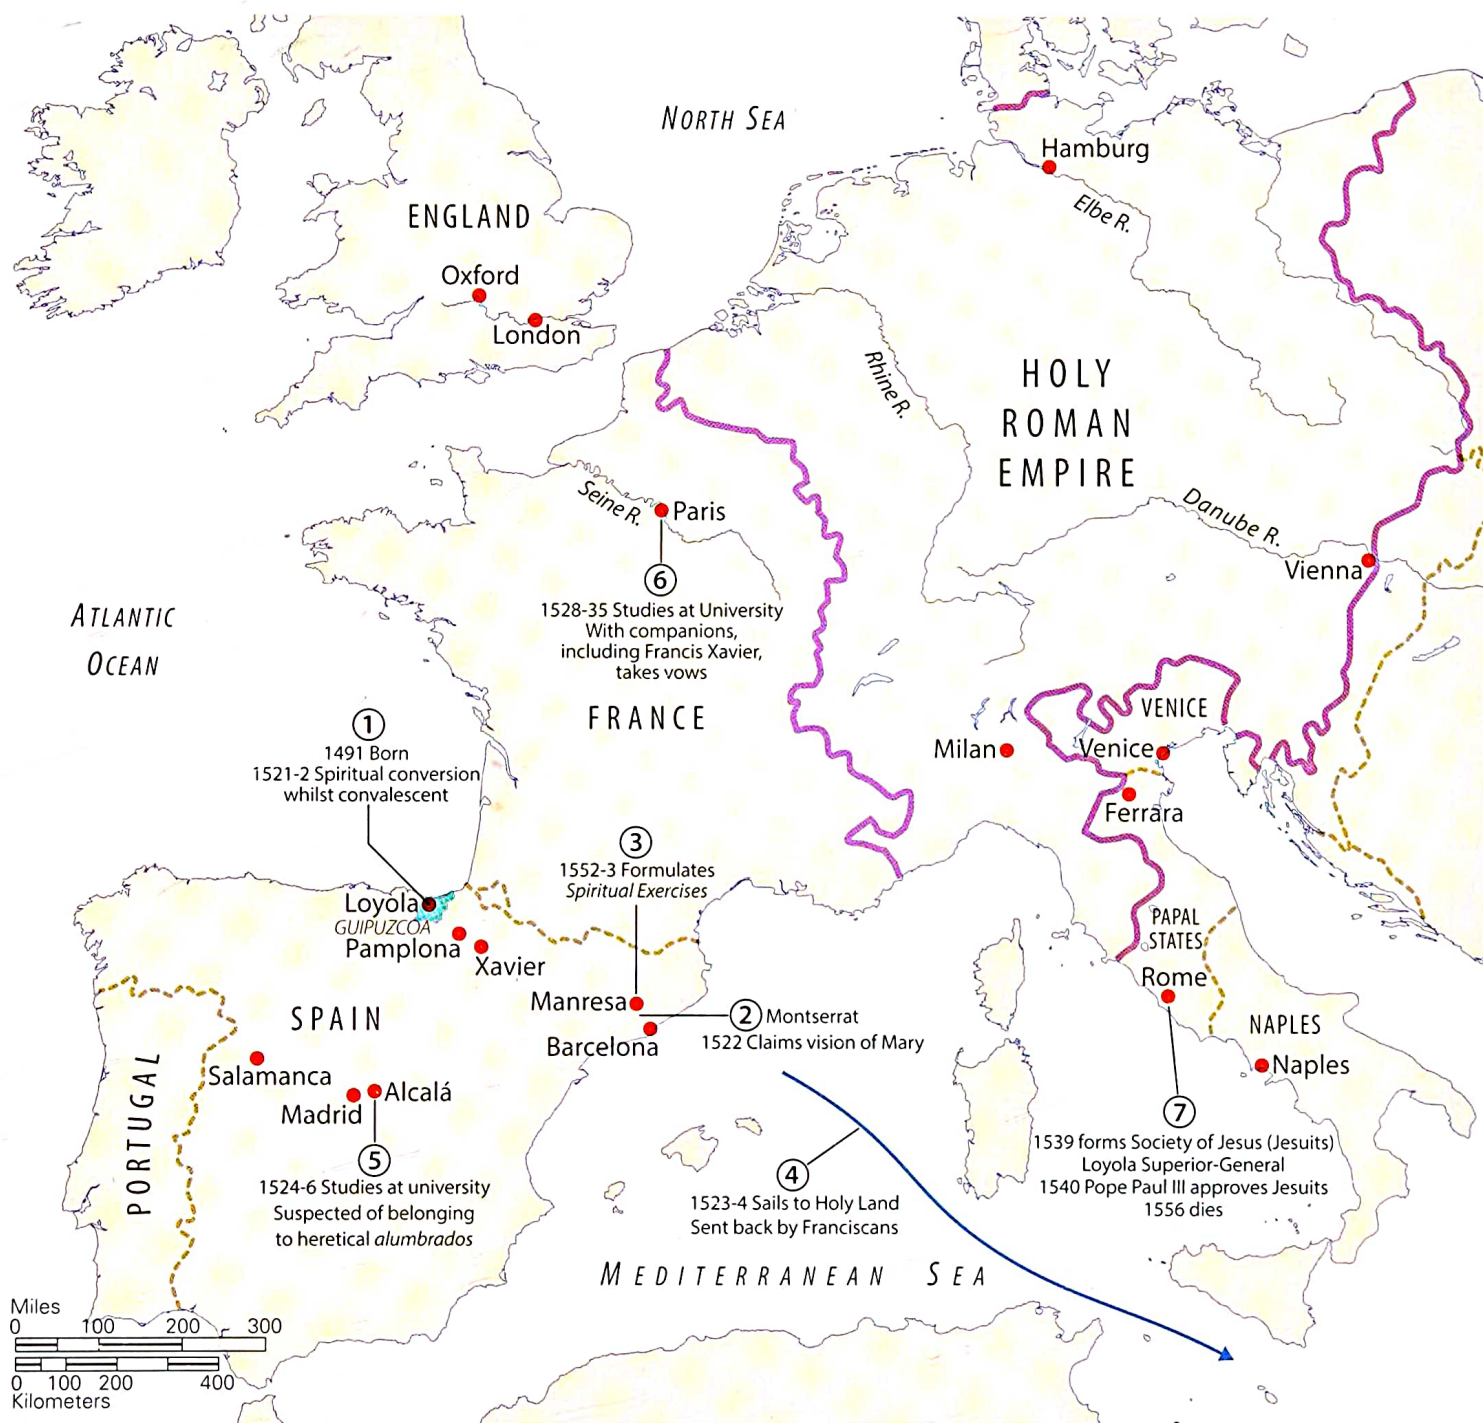 NORTH SEA
Hamburg
Elbe R.
ENGLAND
Oxford
London
Rhine R.
HOLY
ROMAN
EMPIRE
Seine R.
Paris
Danube R.
Vienna
6
1528-35 Studies at University
With companions,
including Francis Xavier,
takes vows
ATLANTIC
OCEAN
FRANCE
VENICE
Milan
Venice
Ferrara
1
1491 Born
1521-2 Spiritual conversion
whilst convalescent
3
1552-3 Formulates
Spiritual Exercises
Loyola
GUIPUZCOA
Pamplona
Xavier
PAPAL
STATES
Rome
Manresa
2 Montserrat
1522 Claims vision of Mary
Barcelona
SPAIN
NAPLES
Naples
Salamanca
Madrid
Alcalá
PORTUGAL
5
1524-6 Studies at university
Suspected of belonging
to heretical alumbrados
4
1523-4 Sails to Holy Land
Sent back by Franciscans
7
1539 forms Society of Jesus (Jesuits)
Loyola Superior-General
1540 Pope Paul III approves Jesuits
1556 dies
MEDITERRANEAN SEA
Miles
0 100 200 300
0 100 200 400
Kilometers